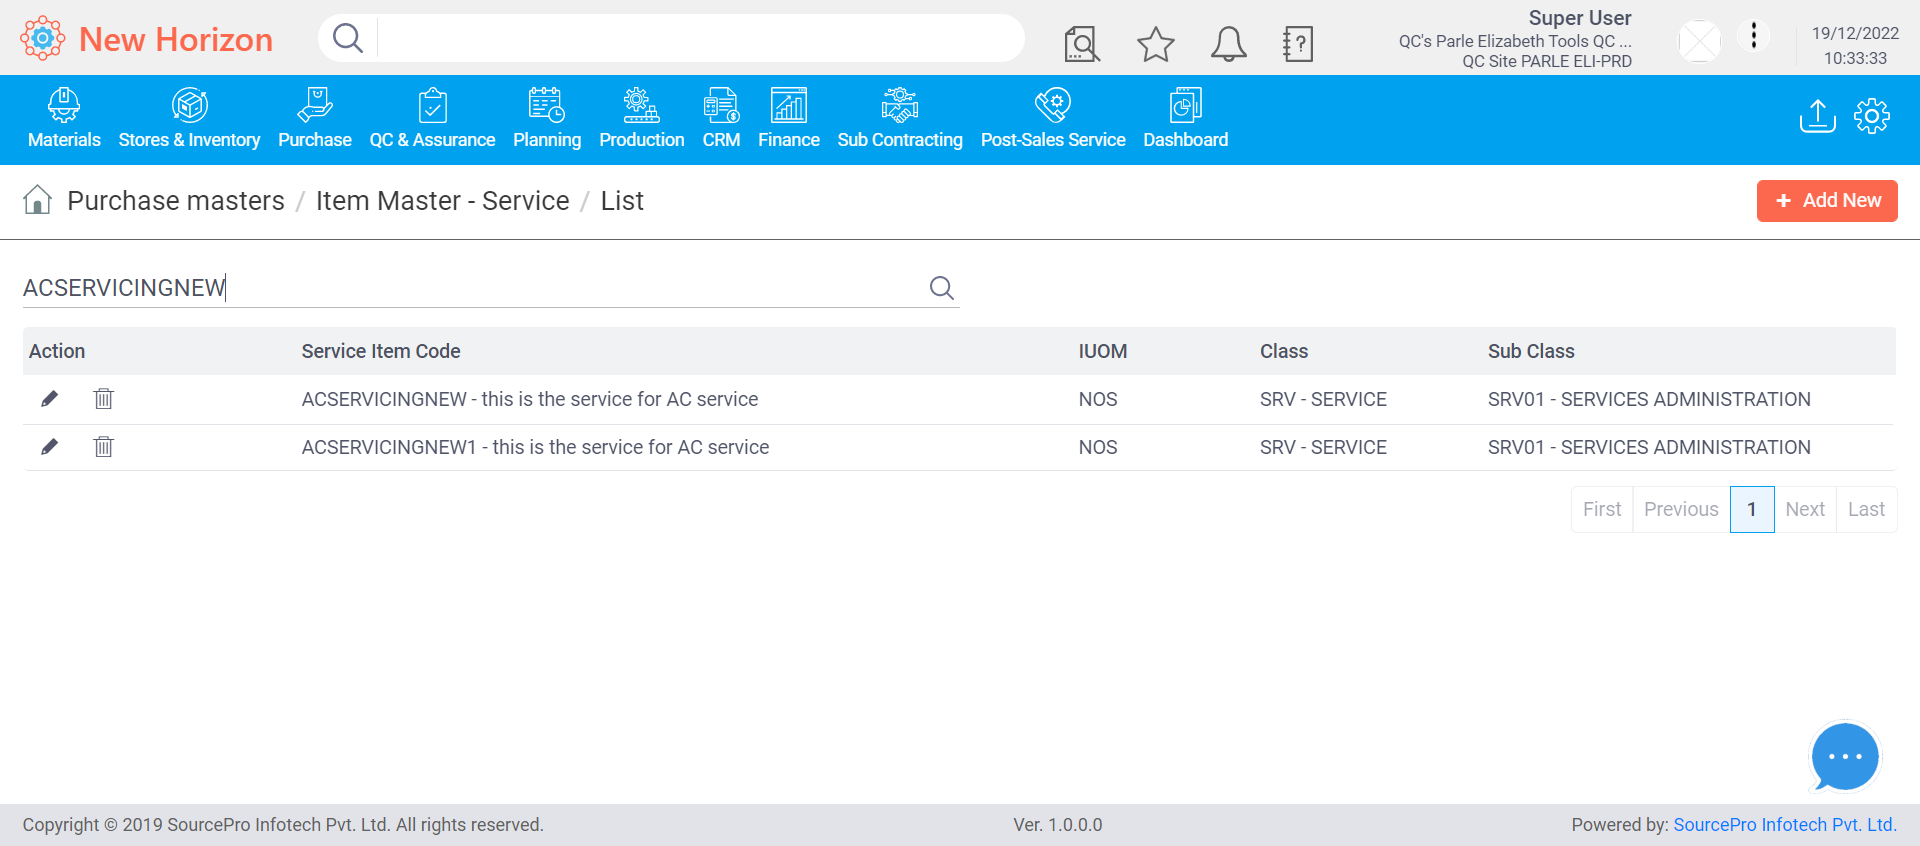 New Horizon
Super User
QC's Parle Elizabeth Tools QC ...
QC Site PARLE ELI-PRD
19/12/2022
10:33:33
Materials
Stores & Inventory
Purchase
QC & Assurance
Planning
Production
CRM
Finance
Sub Contracting
Post-Sales Service
Dashboard
Purchase masters / Item Master - Service / List
+ Add New
ACSERVICINGNEW
Action Service Item Code IUOM Class Sub Class
ACSERVICINGNEW - this is the service for AC service NOS SRV - SERVICE SRV01 - SERVICES ADMINISTRATION
ACSERVICINGNEW1 - this is the service for AC service NOS SRV - SERVICE SRV01 - SERVICES ADMINISTRATION
First Previous 1 Next Last
Copyright © 2019 SourcePro Infotech Pvt. Ltd. All rights reserved. Ver. 1.0.0.0 Powered by: SourcePro Infotech Pvt. Ltd.